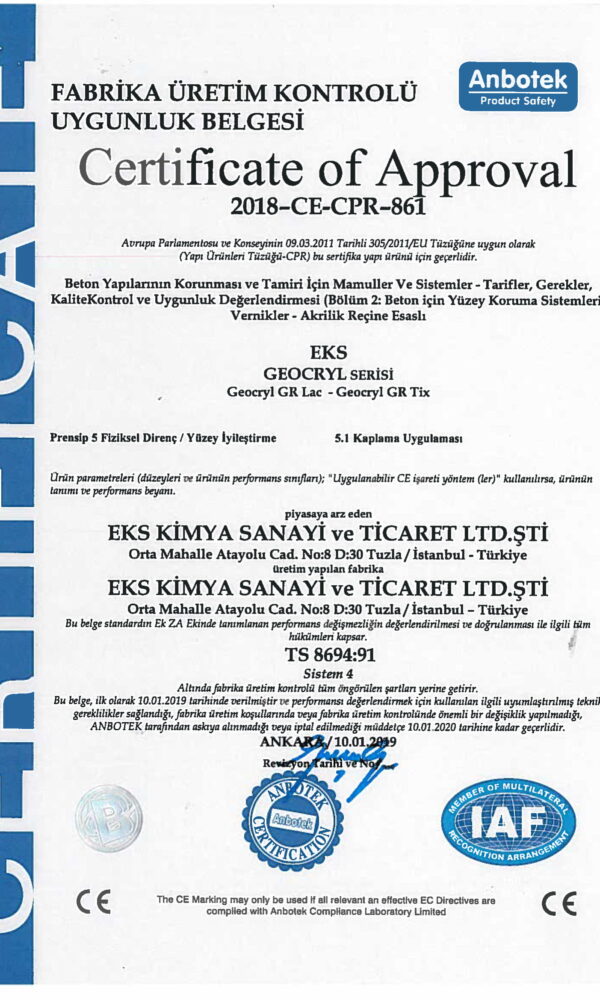 Anbotek
Product Safety
FABRİKA ÜRETİM KONTROLÜ
UYGUNLUK BELGESİ
Certificate of Approval
2018-CE-CPR-861
Avrupa Parlamentosu ve Konseyinin 09.03.2011 Tarihli 305/2011/EU Tüzüğüne uygun olarak
(Yapı Ürünleri Tüzüğü-CPR) bu sertifika yapı ürünü için geçerlidir.
Beton Yapılarının Korunması ve Tamiri İçin Mamuller Ve Sistemler - Tarifler, Gerekler,
KaliteKontrol ve Uygunluk Değerlendirmesi (Bölüm 2: Beton için Yüzey Koruma Sistemleri
Vernikler - Akrilik Reçine Esaslı
EKS
GEOCRYL SERİSİ
Geocryl GR Lac - Geocryl GR Tix
Prensip 5 Fiziksel Direnç / Yüzey İyileştirme 5.1 Kaplama Uygulaması
Ürün parametreleri (düzeyleri ve ürünün performans sınıfları); "Uygulanabilir CE işareti yöntem (ler)" kullanılırsa, ürünün
tanımı ve performans beyanı.
piyasaya arz eden
EKS KİMYA SANAYİ ve TİCARET LTD.ŞTİ
Orta Mahalle Atayolu Cad. No:8 D:30 Tuzla / İstanbul - Türkiye
üretim yapılan fabrika
EKS KİMYA SANAYİ ve TİCARET LTD.ŞTİ
Orta Mahalle Atayolu Cad. No:8 D:30 Tuzla / İstanbul – Türkiye
Bu belge standardın Ek ZA Ekinde tanımlanan performans değişmezliğin değerlendirilmesi ve doğrulanması ile ilgili tüm
hükümleri kapsar.
TS 8694:91
Sistem 4
Altında fabrika üretim kontrolü tüm öngörülen şartları yerine getirir.
Bu belge, ilk olarak 10.01.2019 tarihinde verilmiştir ve performansı değerlendirmek için kullanılan ilgili uyumlaştırılmış teknik
gereklilikler sağlandığı, fabrika üretim koşullarında veya fabrika üretim kontrolünde önemli bir değişiklik yapılmadığı,
ANBOTEK tarafından askıya alınmadığı veya iptal edilmediği müddetçe 10.01.2020 tarihine kadar geçerlidir.
ANKARA / 10.01.2019
Revizyon Tarihi ve No
ANBOTEK
Anbotek
CERTIFICATION
B
MEMBER OF MULTILATERAL
IAF
RECOGNITION ARRANGEMENT
CE
The CE Marking may only be used if all relevant an effective EC Directives are
complied with Anbotek Compliance Laboratory Limited
CE
CERTIFICATE